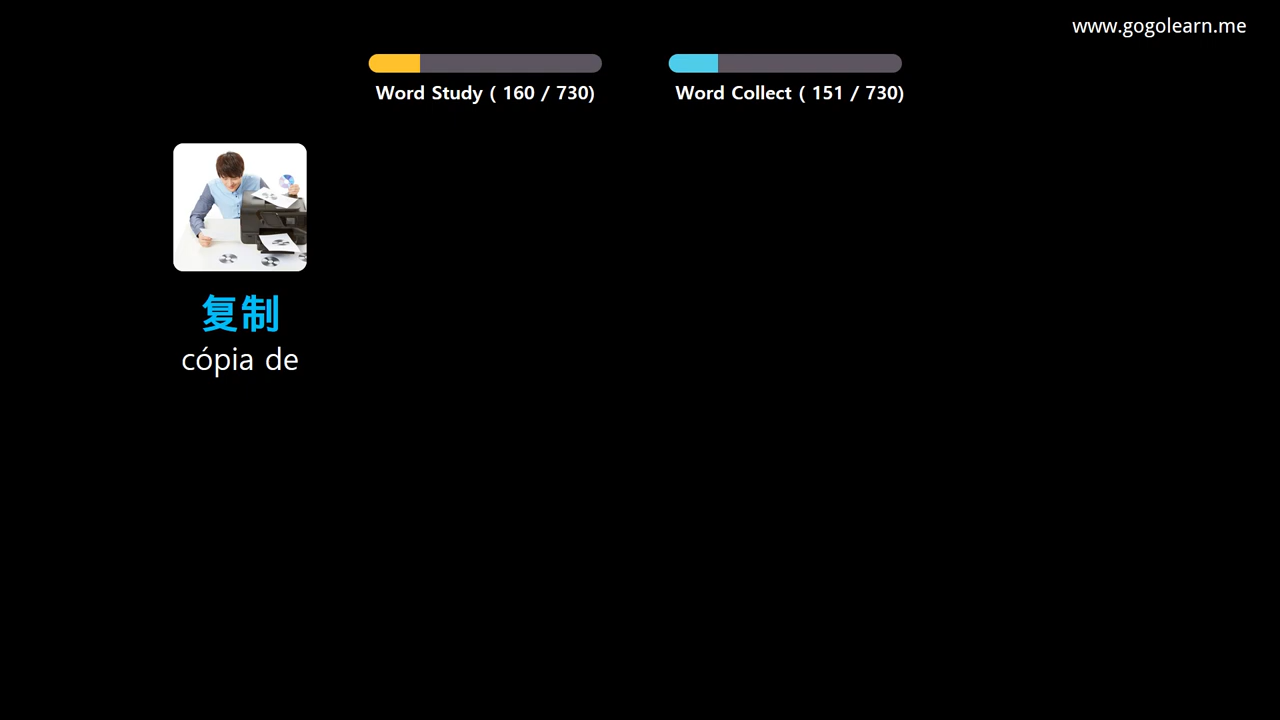 www.gogolearn.me
Word Study ( 160 / 730)
Word Collect ( 151 / 730)
复制
cópia de